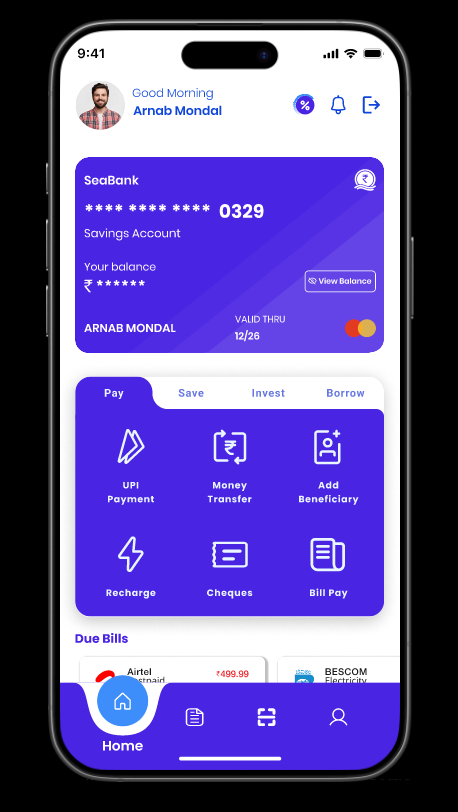 9:41
Good Morning
Arnab Mondal
%
SeaBank
₹
**** **** **** 0329
Savings Account
Your balance
₹ ******
View Balance
ARNAB MONDAL
VALID THRU
12/26
Pay Save Invest Borrow
₹
UPI
Payment
Money
Transfer
Add
Beneficiary
Recharge
Cheques
Bill Pay
Due Bills
Airtel
₹499.99
BESCOM
Electricity
Home